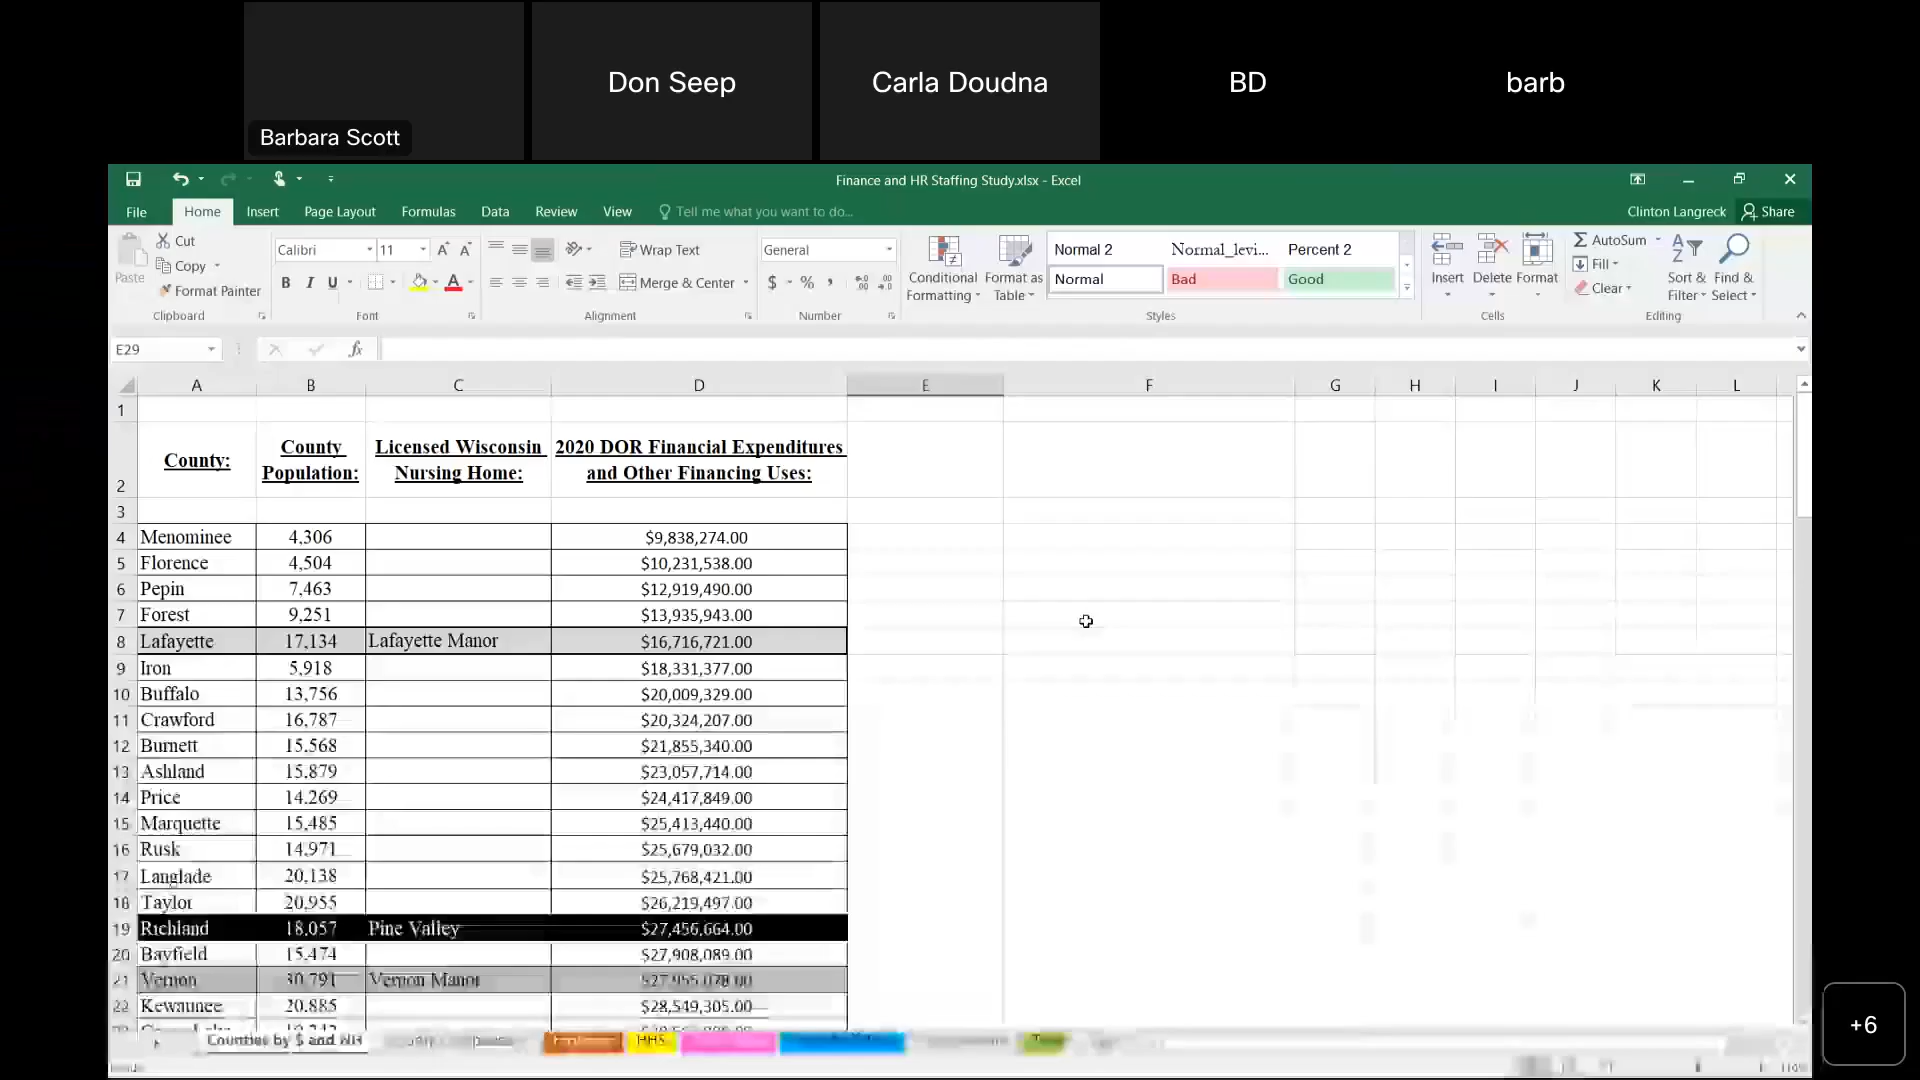 Barbara Scott
Don Seep
Carla Doudna
BD
barb
Finance and HR Staffing Study.xlsx - Excel
File Home Insert Page Layout Formulas Data Review View Tell me what you want to do...
Clinton Langreck Share
Paste
Cut
Copy
Format Painter
Clipboard
Calibri 11
B I U
Font
Wrap Text
Merge & Center
Alignment
General
$ % ,
Number
Conditional Formatting
Format as Table
Normal 2 Normal_levi... Percent 2
Normal Bad Good
Styles
Insert Delete Format
Cells
AutoSum
Fill
Clear
Sort & Filter
Find & Select
Editing
E29
fx
A B C D E F G H I J K L
1
2 County: County Population: Licensed Wisconsin Nursing Home: 2020 DOR Financial Expenditures and Other Financing Uses:
3
4 Menominee 4,306 $9,838,274.00
5 Florence 4,504 $10,231,538.00
6 Pepin 7,463 $12,919,490.00
7 Forest 9,251 $13,935,943.00
8 Lafayette 17,134 Lafayette Manor $16,716,721.00
9 Iron 5,918 $18,331,377.00
10 Buffalo 13,756 $20,009,329.00
11 Crawford 16,787 $20,324,207.00
12 Burnett 15,568 $21,855,340.00
13 Ashland 15,879 $23,057,714.00
14 Price 14,269 $24,417,849.00
15 Marquette 15,485 $25,413,440.00
16 Rusk 14,971 $25,679,032.00
17 Langlade 20,138 $25,768,421.00
18 Taylor 20,955 $26,219,497.00
19 Richland 18,057 Pine Valley $27,456,664.00
20 Bayfield 15,474 $27,908,089.00
21 Vernon 30,791 Vernon Manor
22 Kewaunee 20,885 $28,549,305.00
Counties by $ and NH
HHS
+6